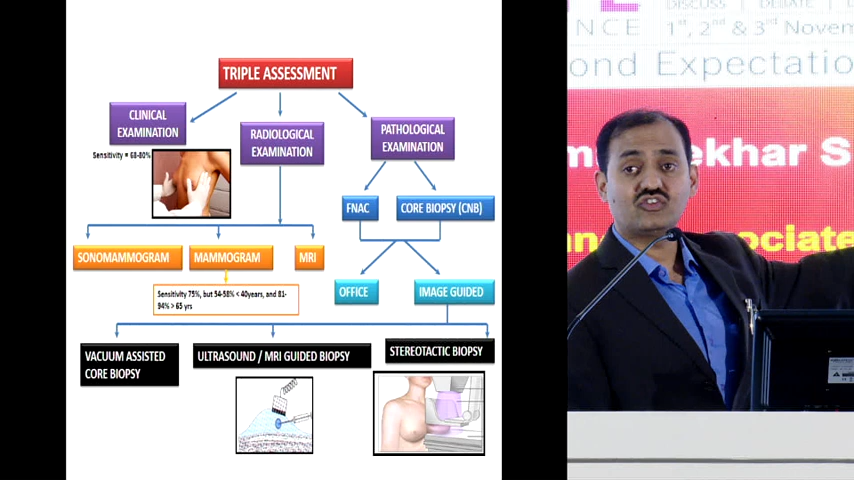 TRIPLE ASSESSMENT
CLINICAL
EXAMINATION
RADIOLOGICAL
EXAMINATION
PATHOLOGICAL
EXAMINATION
Sensitivity = 68-80%
FNAC
CORE BIOPSY (CNB)
SONOMAMMOGRAM
MAMMOGRAM
MRI
Sensitivity 75%, but 54-58% < 40years, and 81-
94% > 65 yrs
OFFICE
IMAGE GUIDED
VACUUM ASSISTED
CORE BIOPSY
ULTRASOUND / MRI GUIDED BIOPSY
STEREOTACTIC BIOPSY
DISCUSS | DEBATE |
NCE 1st, 2nd & 3rd Novem
ond Expectatio
ekhar S
ociate